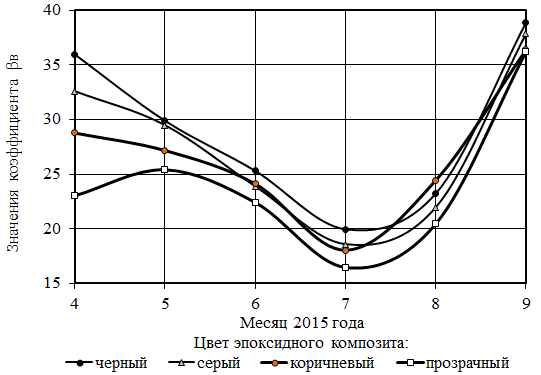 Значения коэффициента βв
40
35
30
25
20
15
4 5 6 7 8 9
Месяц 2015 года
Цвет эпоксидного композита:
черный серый коричневый прозрачный